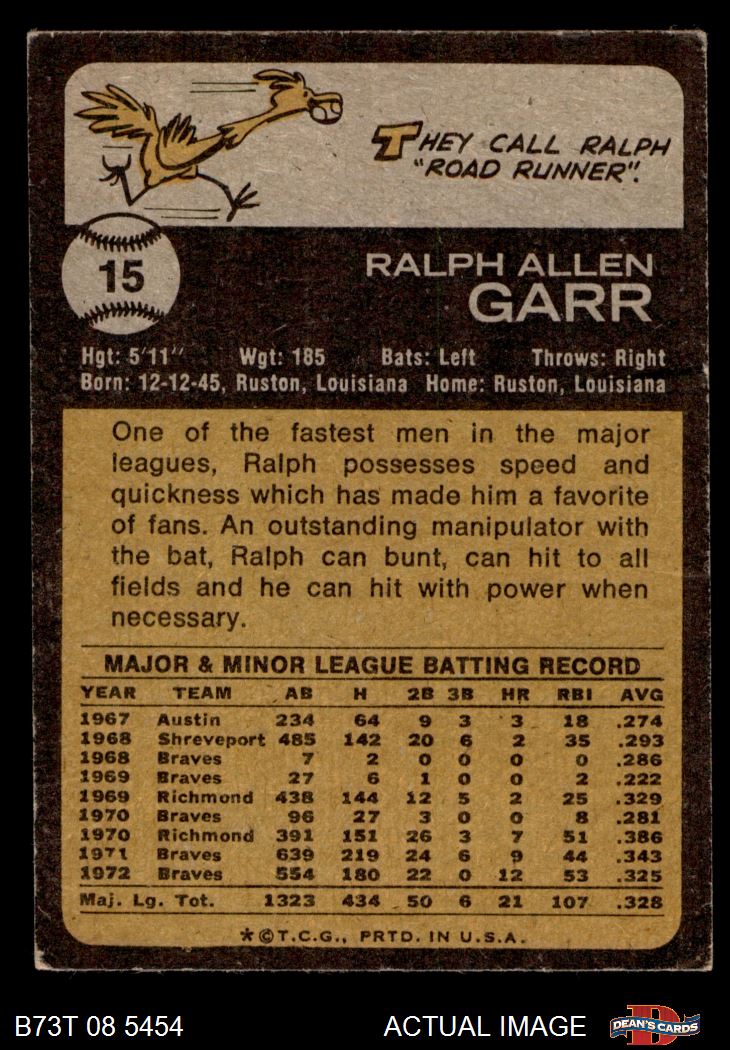 THEY CALL RALPH
"ROAD RUNNER".
15
RALPH ALLEN
GARR
Hgt: 5'11" Wgt: 185 Bats: Left Throws: Right
Born: 12-12-45, Ruston, Louisiana Home: Ruston, Louisiana
One of the fastest men in the major
leagues, Ralph possesses speed and
quickness which has made him a favorite
of fans. An outstanding manipulator with
the bat, Ralph can bunt, can hit to all
fields and he can hit with power when
necessary.
MAJOR & MINOR LEAGUE BATTING RECORD
YEAR TEAM AB H 2B 3B HR RBI AVG
1967 Austin 234 64 9 3 3 18 .274
1968 Shreveport 485 142 20 6 2 35 .293
1968 Braves 7 2 0 0 0 0 .286
1969 Braves 27 6 1 0 0 2 .222
1969 Richmond 438 144 12 5 2 25 .329
1970 Braves 96 27 3 0 0 8 .281
1970 Richmond 391 151 26 3 7 51 .386
1971 Braves 639 219 24 6 9 44 .343
1972 Braves 554 180 22 0 12 53 .325
Maj. Lg. Tot. 1323 434 50 6 21 107 .328
*©T.C.G., PRTD. IN U.S.A.
B73T 08 5454 ACTUAL IMAGE DEAN'S CARDS